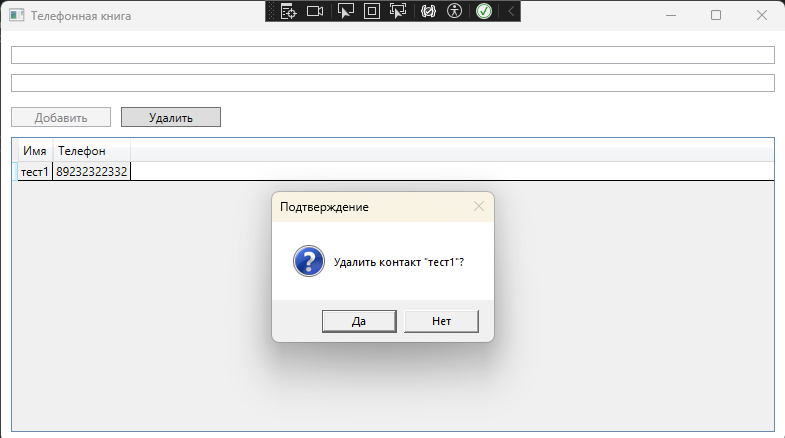 Телефонная книга
Добавить
Удалить
Имя
Телефон
тест1
89232322332
Подтверждение
Удалить контакт "тест1"?
Да
Нет